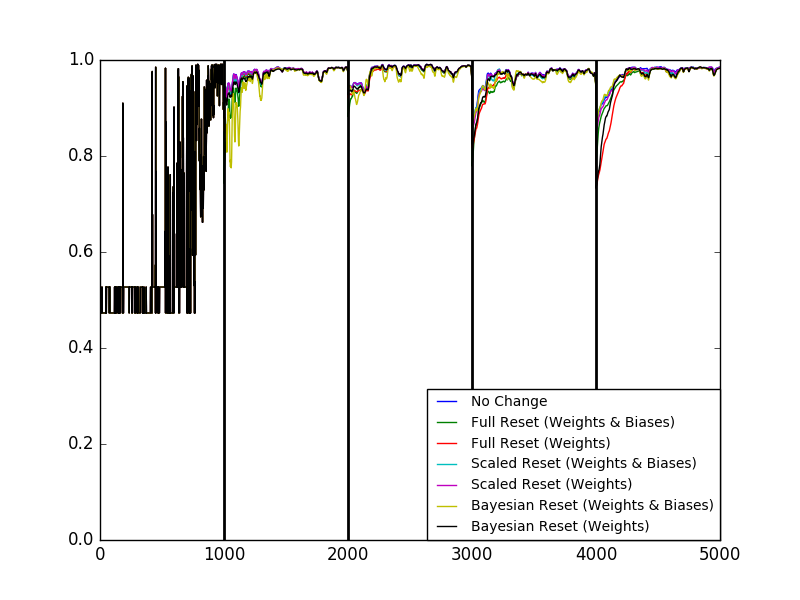 1.0
0.8
0.6
0.4
0.2
0.0
No Change
Full Reset (Weights & Biases)
Full Reset (Weights)
Scaled Reset (Weights & Biases)
Scaled Reset (Weights)
Bayesian Reset (Weights & Biases)
Bayesian Reset (Weights)
0 1000 2000 3000 4000 5000